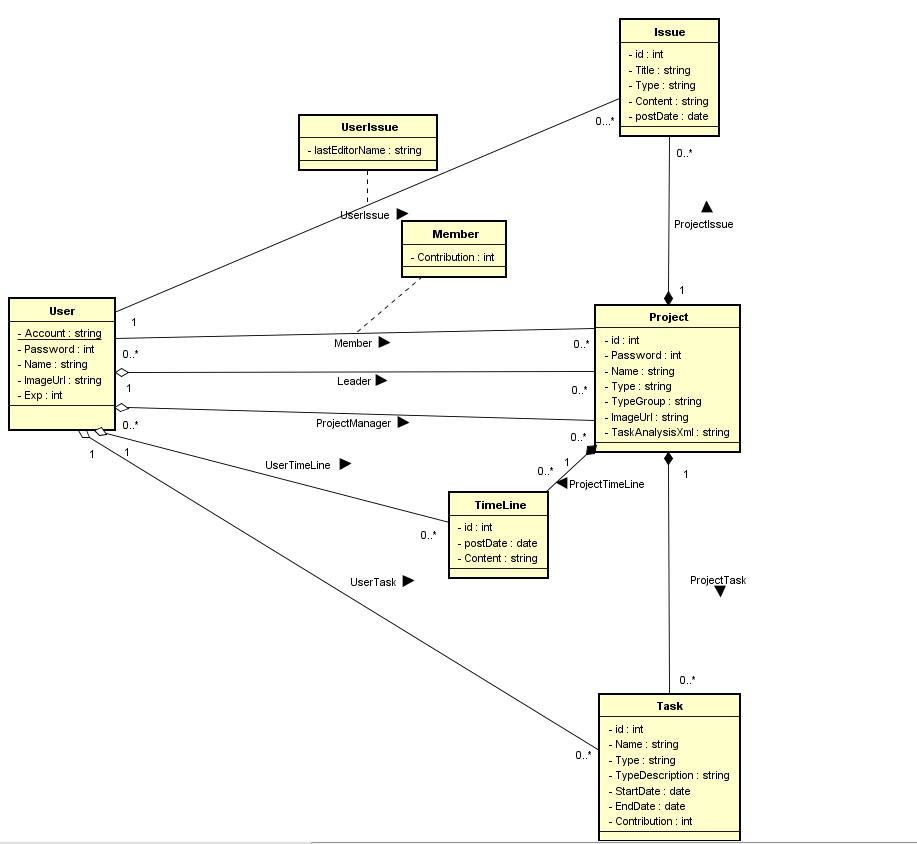 Issue
- id : int
- Title : string
- Type : string
- Content : string
- postDate : date
0...*
0..*
UserIssue
- lastEditorName : string
UserIssue
ProjectIssue
Member
- Contribution : int
1
1
User
- Account : string
- Password : int
- Name : string
- ImageUrl : string
- Exp : int
0..*
Member
0..*
1
Leader
0..*
0..*
ProjectManager
0..*
Project
- id : int
- Password : int
- Name : string
- Type : string
- TypeGroup : string
- ImageUrl : string
- TaskAnalysisXml : string
1
1
UserTimeLine
0..*
1
ProjectTimeLine
1
TimeLine
- id : int
- postDate : date
- Content : string
0..*
UserTask
ProjectTask
0..*
0..*
Task
- id : int
- Name : string
- Type : string
- TypeDescription : string
- StartDate : date
- EndDate : date
- Contribution : int